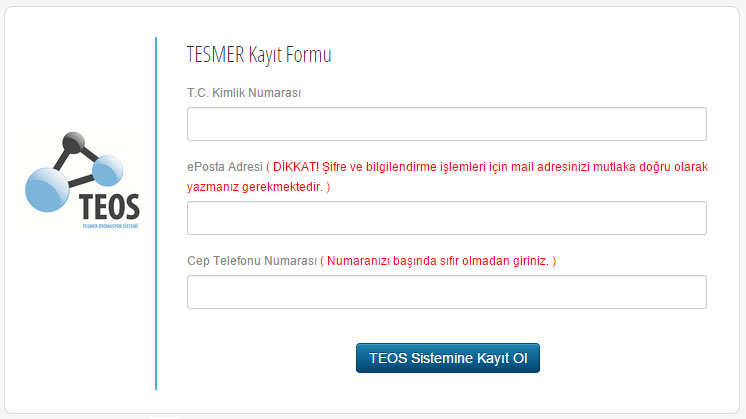 TESMER Kayıt Formu
T.C. Kimlik Numarası
ePosta Adresi ( DİKKAT! Şifre ve bilgilendirme işlemleri için mail adresinizi mutlaka doğru olarak
yazmanız gerekmektedir. )
TEOS
TESMER OTOMASYON SİSTEMİ
Cep Telefonu Numarası ( Numaranızı başında sıfır olmadan giriniz. )
TEOS Sistemine Kayıt Ol